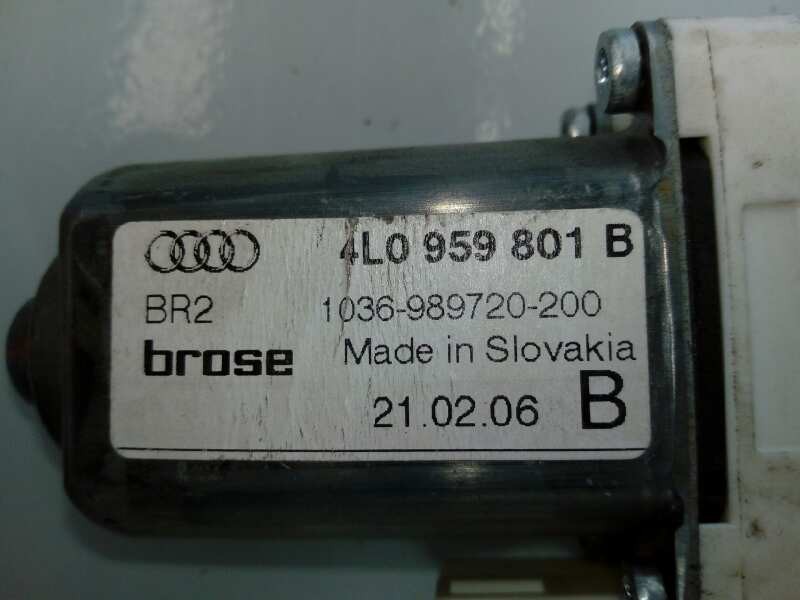 4L0 959 801 B
BR2 1036-989720-200
brose Made in Slovakia
21.02.06 B